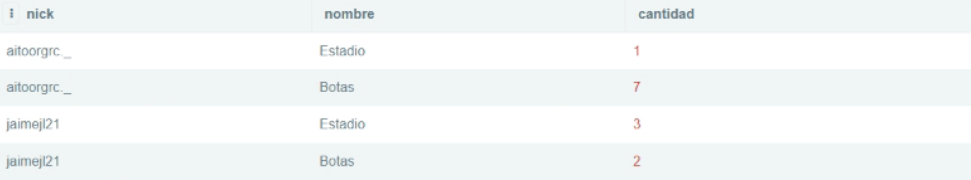 nick nombre cantidad
aitoorgrc._ Estadio 1
aitoorgrc._ Botas 7
jaimejl21 Estadio 3
jaimejl21 Botas 2